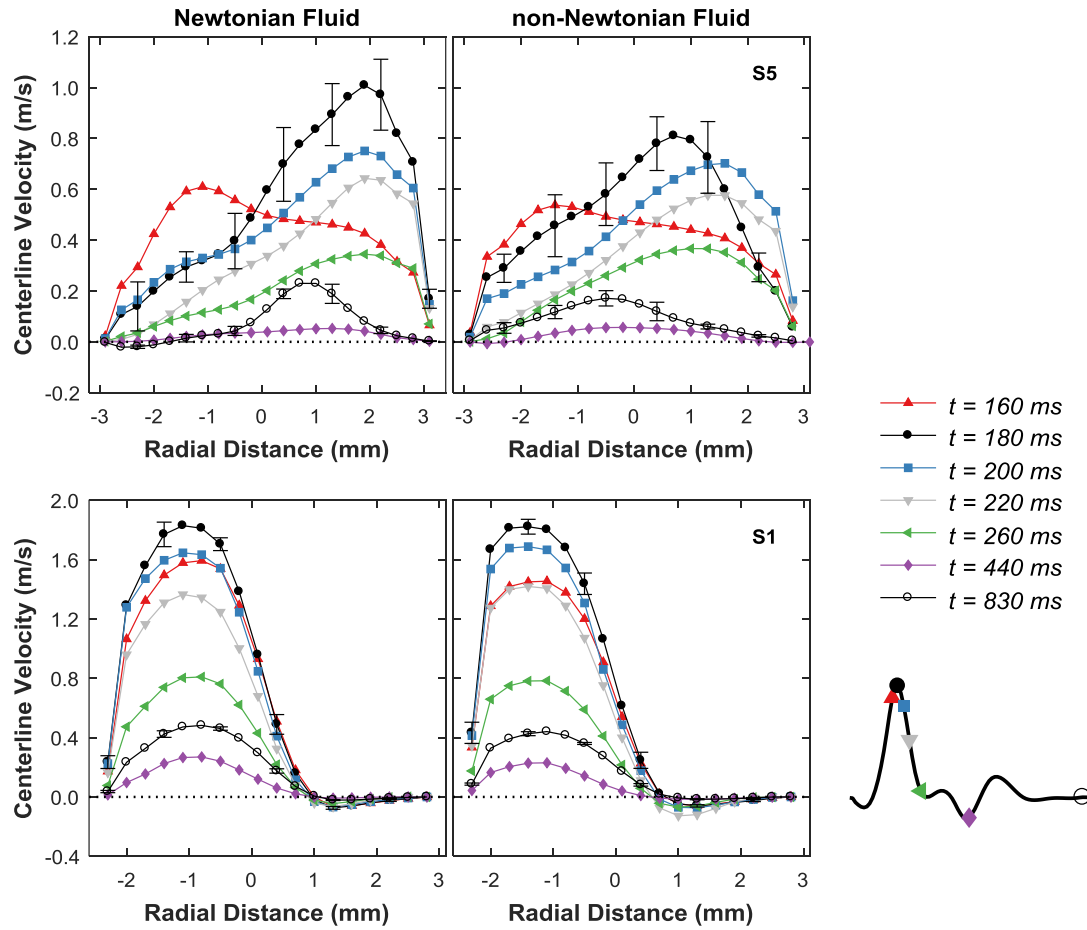 Newtonian Fluid
non-Newtonian Fluid
Centerline Velocity (m/s)
1.2
1.0
0.8
0.6
0.4
0.2
0.0
-0.2
S5
-3 -2 -1 0 1 2 3
-3 -2 -1 0 1 2 3
Radial Distance (mm)
Radial Distance (mm)
Centerline Velocity (m/s)
2.0
1.6
1.2
0.8
0.4
0.0
-0.4
S1
-2 -1 0 1 2 3
-2 -1 0 1 2 3
Radial Distance (mm)
Radial Distance (mm)
t = 160 ms
t = 180 ms
t = 200 ms
t = 220 ms
t = 260 ms
t = 440 ms
t = 830 ms